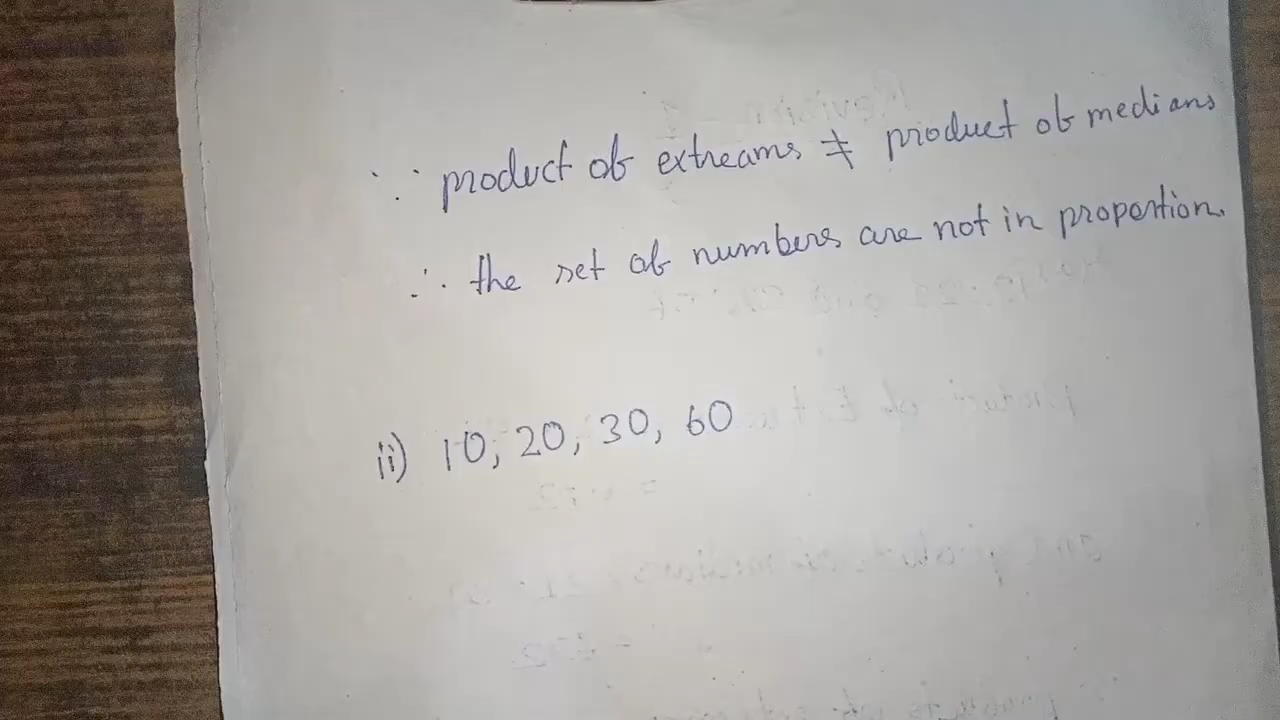 ∵ product of extreams ≠ product of medians
∴ the set of numbers are not in proportion.
ii) 10, 20, 30, 60